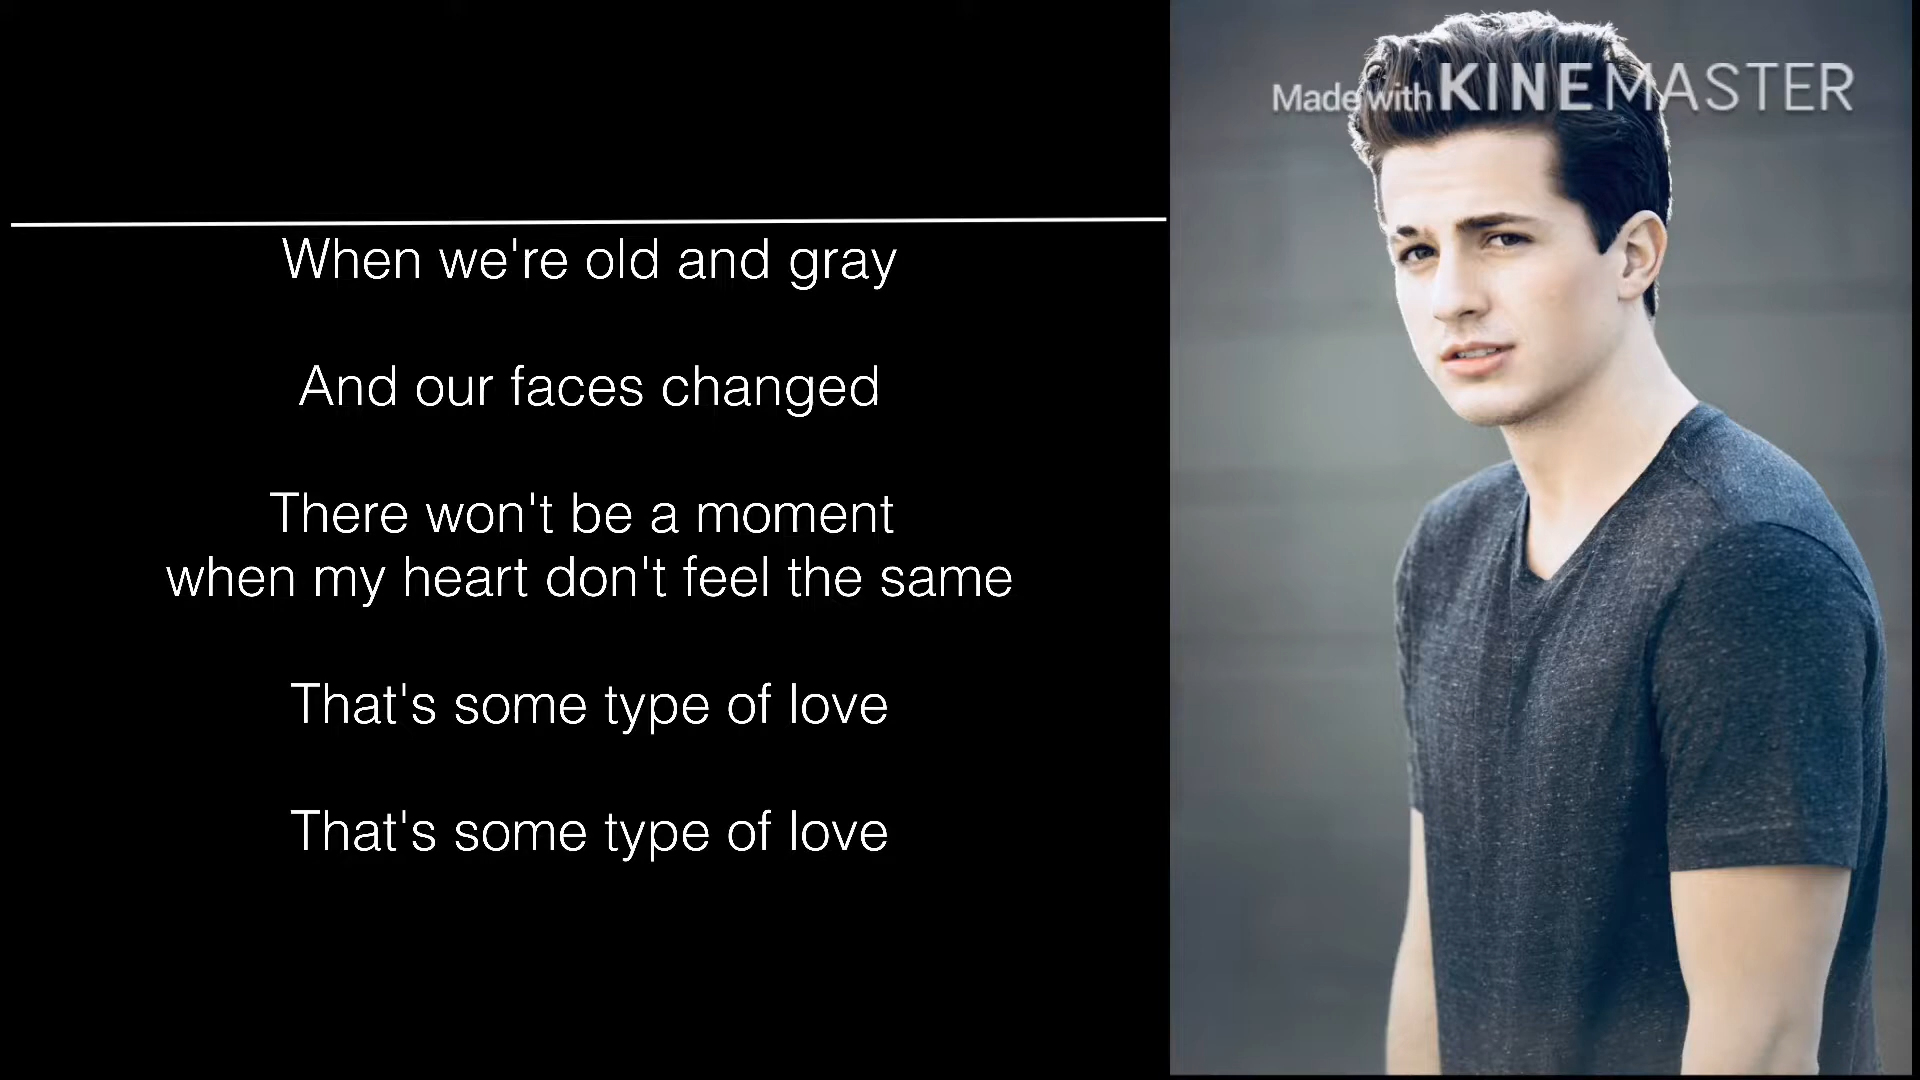 Made with KINEMASTER
When we're old and gray
And our faces changed
There won't be a moment
when my heart don't feel the same
That's some type of love
That's some type of love